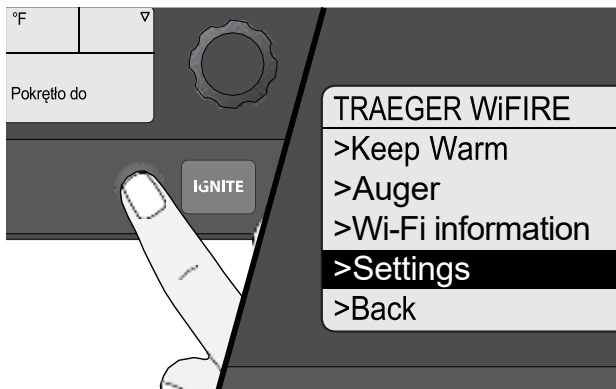 °F
Pokrętło do
IGNITE
TRAEGER WiFIRE
>Keep Warm
>Auger
>Wi-Fi information
>Settings
>Back